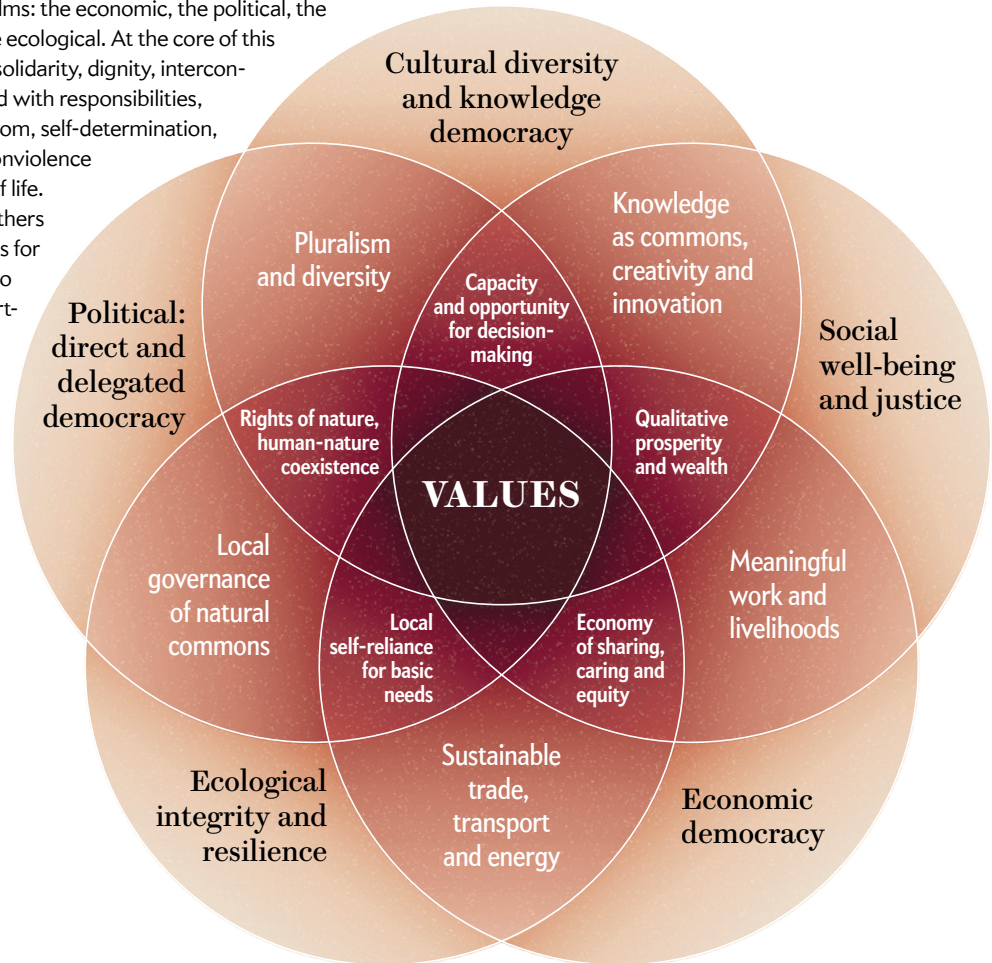 lms: the economic, the political, the
ecological. At the core of this
solidarity, dignity, intercon-
d with responsibilities,
om, self-determination,
onviolence
f life.
thers
s for
o
rt-
Cultural diversity
and knowledge
democracy
Knowledge
as commons,
creativity and
innovation
Pluralism
and diversity
Capacity
and opportunity
for decision-
making
Political:
direct and
delegated
democracy
Social
well-being
and justice
Rights of nature,
human-nature
coexistence
Qualitative
prosperity
and wealth
VALUES
Local
governance
of natural
commons
Meaningful
work and
livelihoods
Local
self-reliance
for basic
needs
Economy
of sharing,
caring and
equity
Sustainable
trade,
transport
and energy
Ecological
integrity and
resilience
Economic
democracy